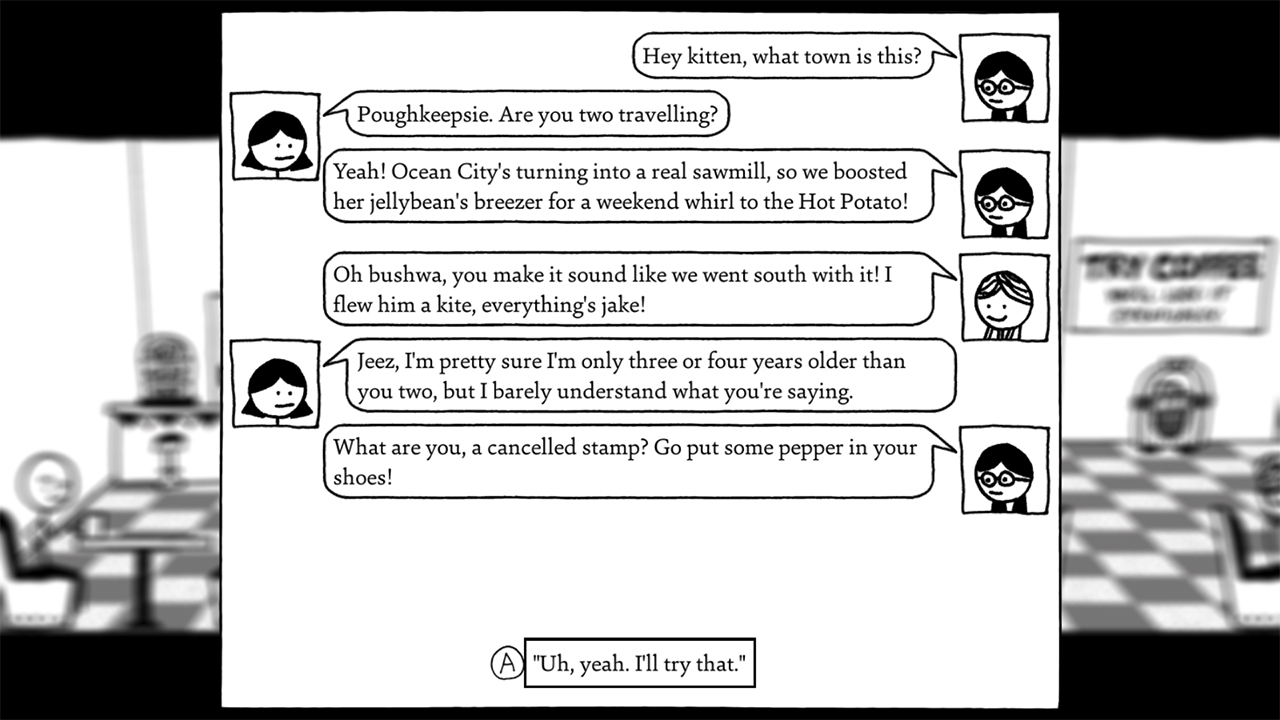 Hey kitten, what town is this?
Poughkeepsie. Are you two travelling?
Yeah! Ocean City's turning into a real sawmill, so we boosted
her jellybean's breezer for a weekend whirl to the Hot Potato!
Oh bushwa, you make it sound like we went south with it! I
flew him a kite, everything's jake!
Jeez, I'm pretty sure I'm only three or four years older than
you two, but I barely understand what you're saying.
What are you, a cancelled stamp? Go put some pepper in your
shoes!
TRY COFFEE
A "Uh, yeah. I'll try that."